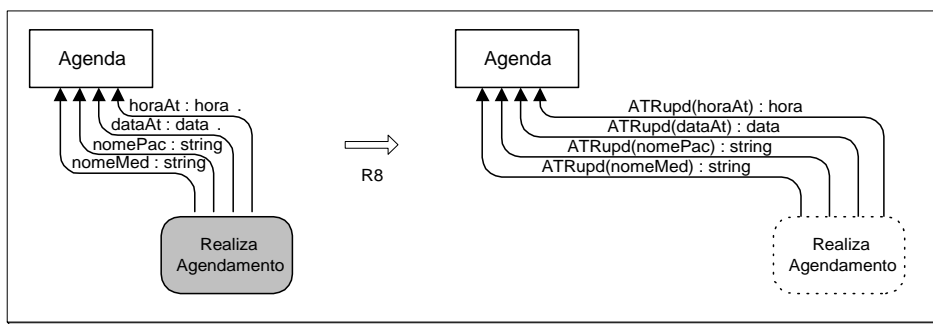 Agenda
horaAt : hora .
dataAt : data .
nomePac : string
nomeMed : string
Realiza
Agendamento
R8
Agenda
ATRupd(horaAt) : hora
ATRupd(dataAt) : data
ATRupd(nomePac) : string
ATRupd(nomeMed) : string
Realiza
Agendamento